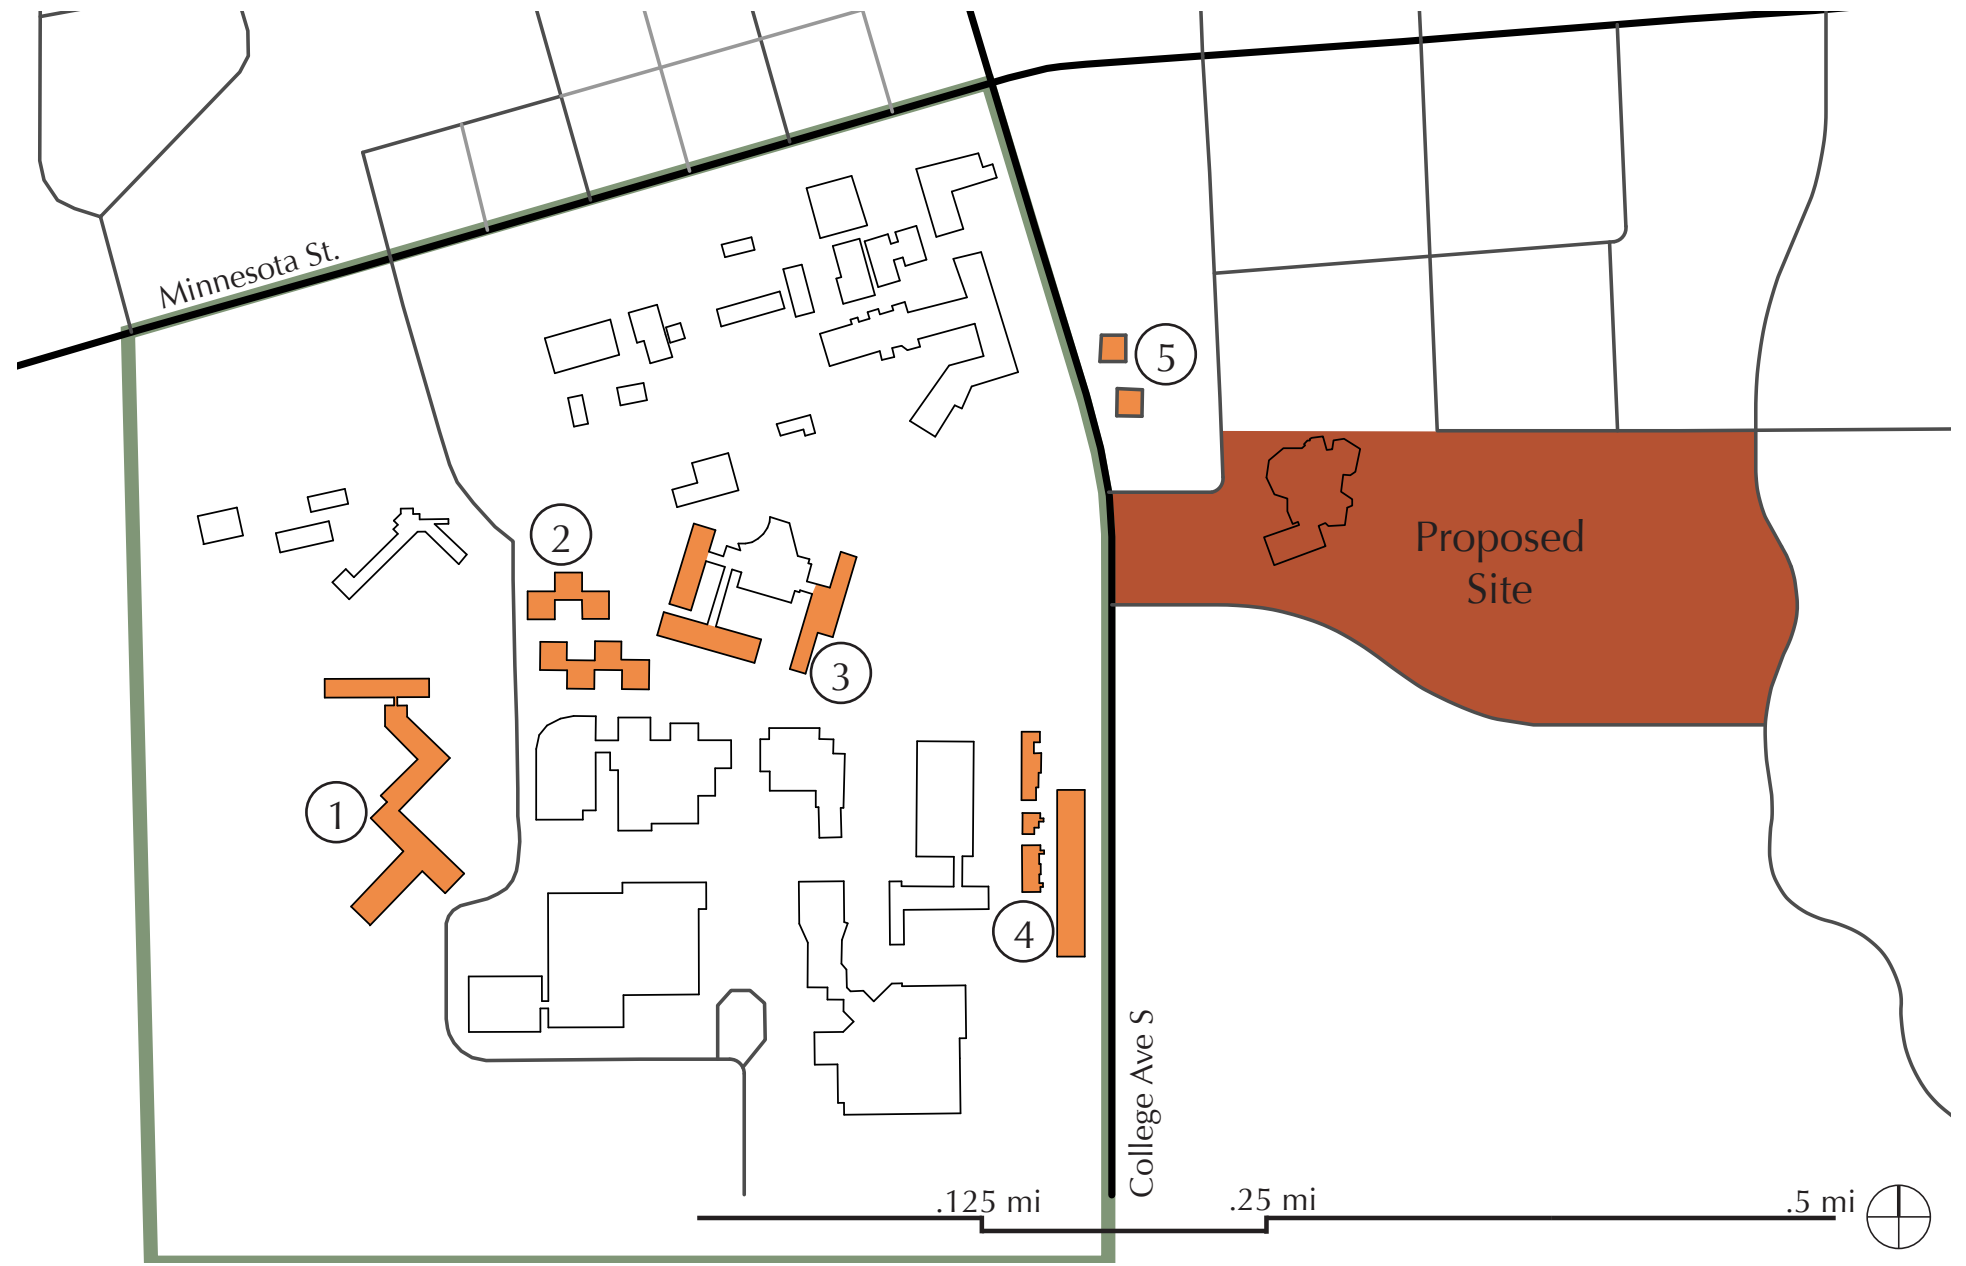 Minnesota St.
5
2
Proposed
Site
3
1
4
College Ave S
.125 mi
.25 mi
.5 mi